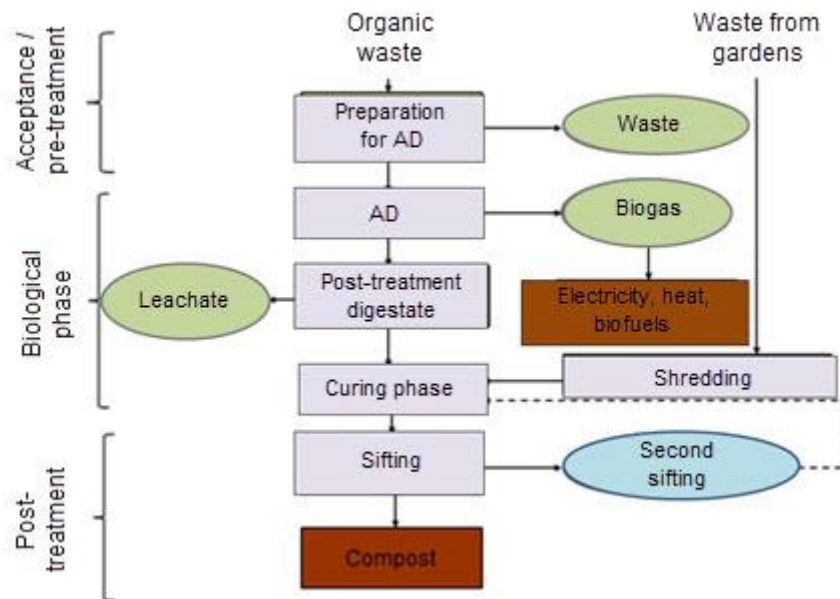 Organic
waste
Waste from
gardens
Acceptance /
pre-treatment
Preparation
for AD
Waste
AD
Biogas
Biological
phase
Leachate
Post-treatment
digestate
Electricity, heat,
biofuels
Curing phase
Shredding
Post-
treatment
Sifting
Second
sifting
Compost